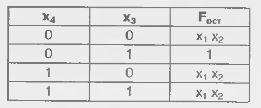 x₄ x₃ Fост
0 0 x₁ x₂
0 1 1
1 0 x₁ x₂
1 1 x₁ x₂